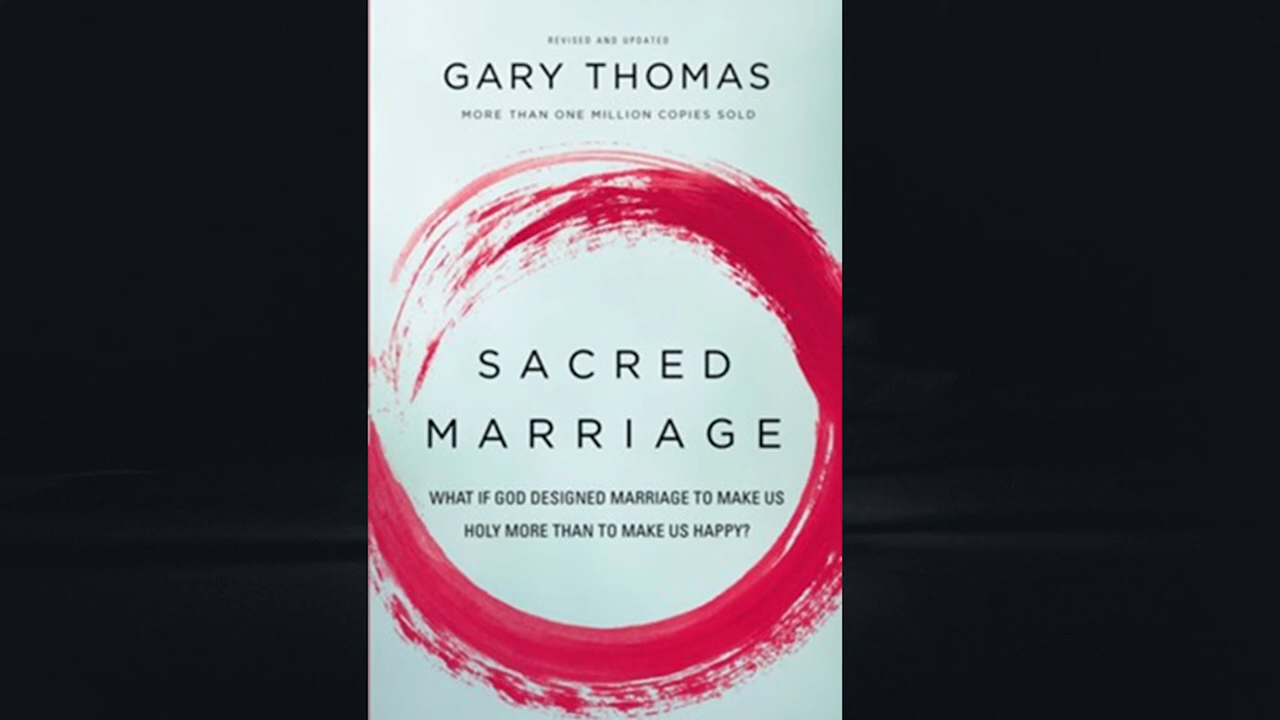 REVISED AND UPDATED
GARY THOMAS
MORE THAN ONE MILLION COPIES SOLD
SACRED
MARRIAGE
WHAT IF GOD DESIGNED MARRIAGE TO MAKE US
HOLY MORE THAN TO MAKE US HAPPY?